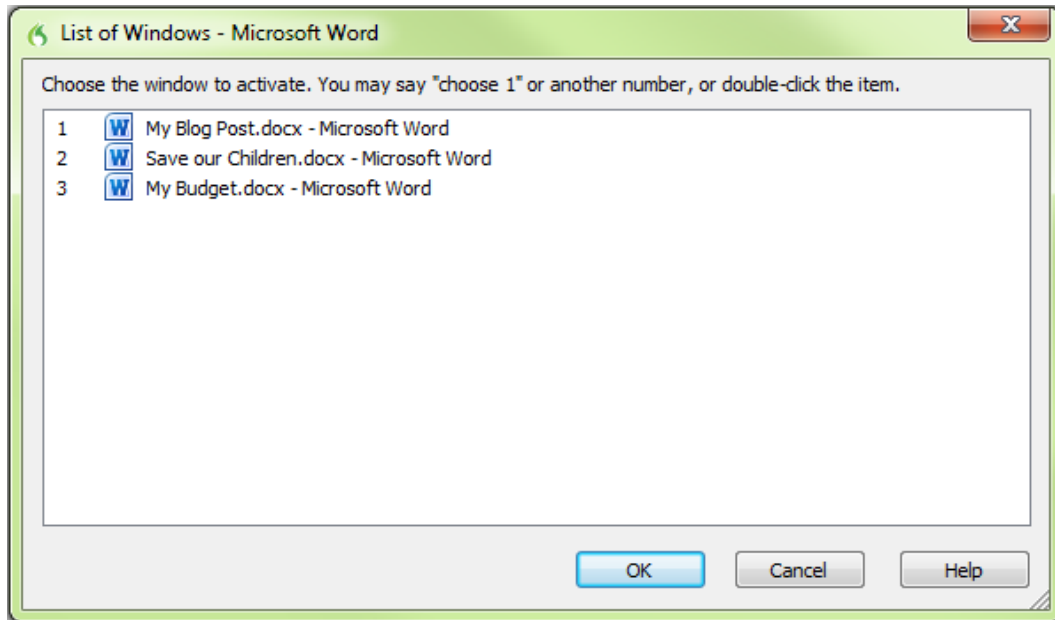 List of Windows - Microsoft Word
Choose the window to activate. You may say "choose 1" or another number, or double-click the item.
1 My Blog Post.docx - Microsoft Word
2 Save our Children.docx - Microsoft Word
3 My Budget.docx - Microsoft Word
OK Cancel Help